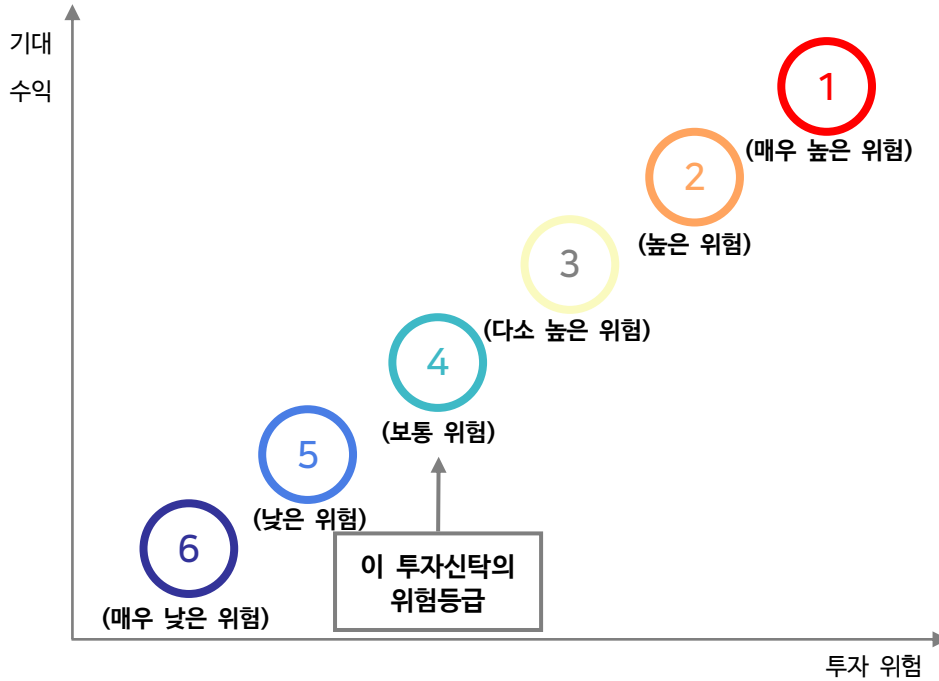 기대
수익
1
(매우 높은 위험)
2
(높은 위험)
3
(다소 높은 위험)
4
(보통 위험)
5
(낮은 위험)
6
(매우 낮은 위험)
이 투자신탁의
위험등급
투자 위험